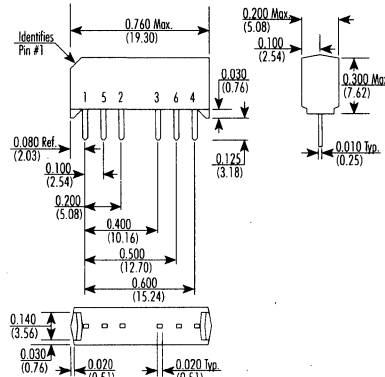 0.760 Max.
(19.30)
0.200 Max.
(5.08)
Identifies
Pin #1
0.100
(2.54)
0.030
(0.76)
0.300 Max
(7.62)
1 5 2 3 6 4
0.080 Ref.
(2.03)
0.125
(3.18)
0.010 Typ.
(0.25)
0.100
(2.54)
0.200
(5.08)
0.400
(10.16)
0.500
(12.70)
0.600
(15.24)
0.140
(3.56)
0.030
(0.76)
0.020
0.020 Typ.